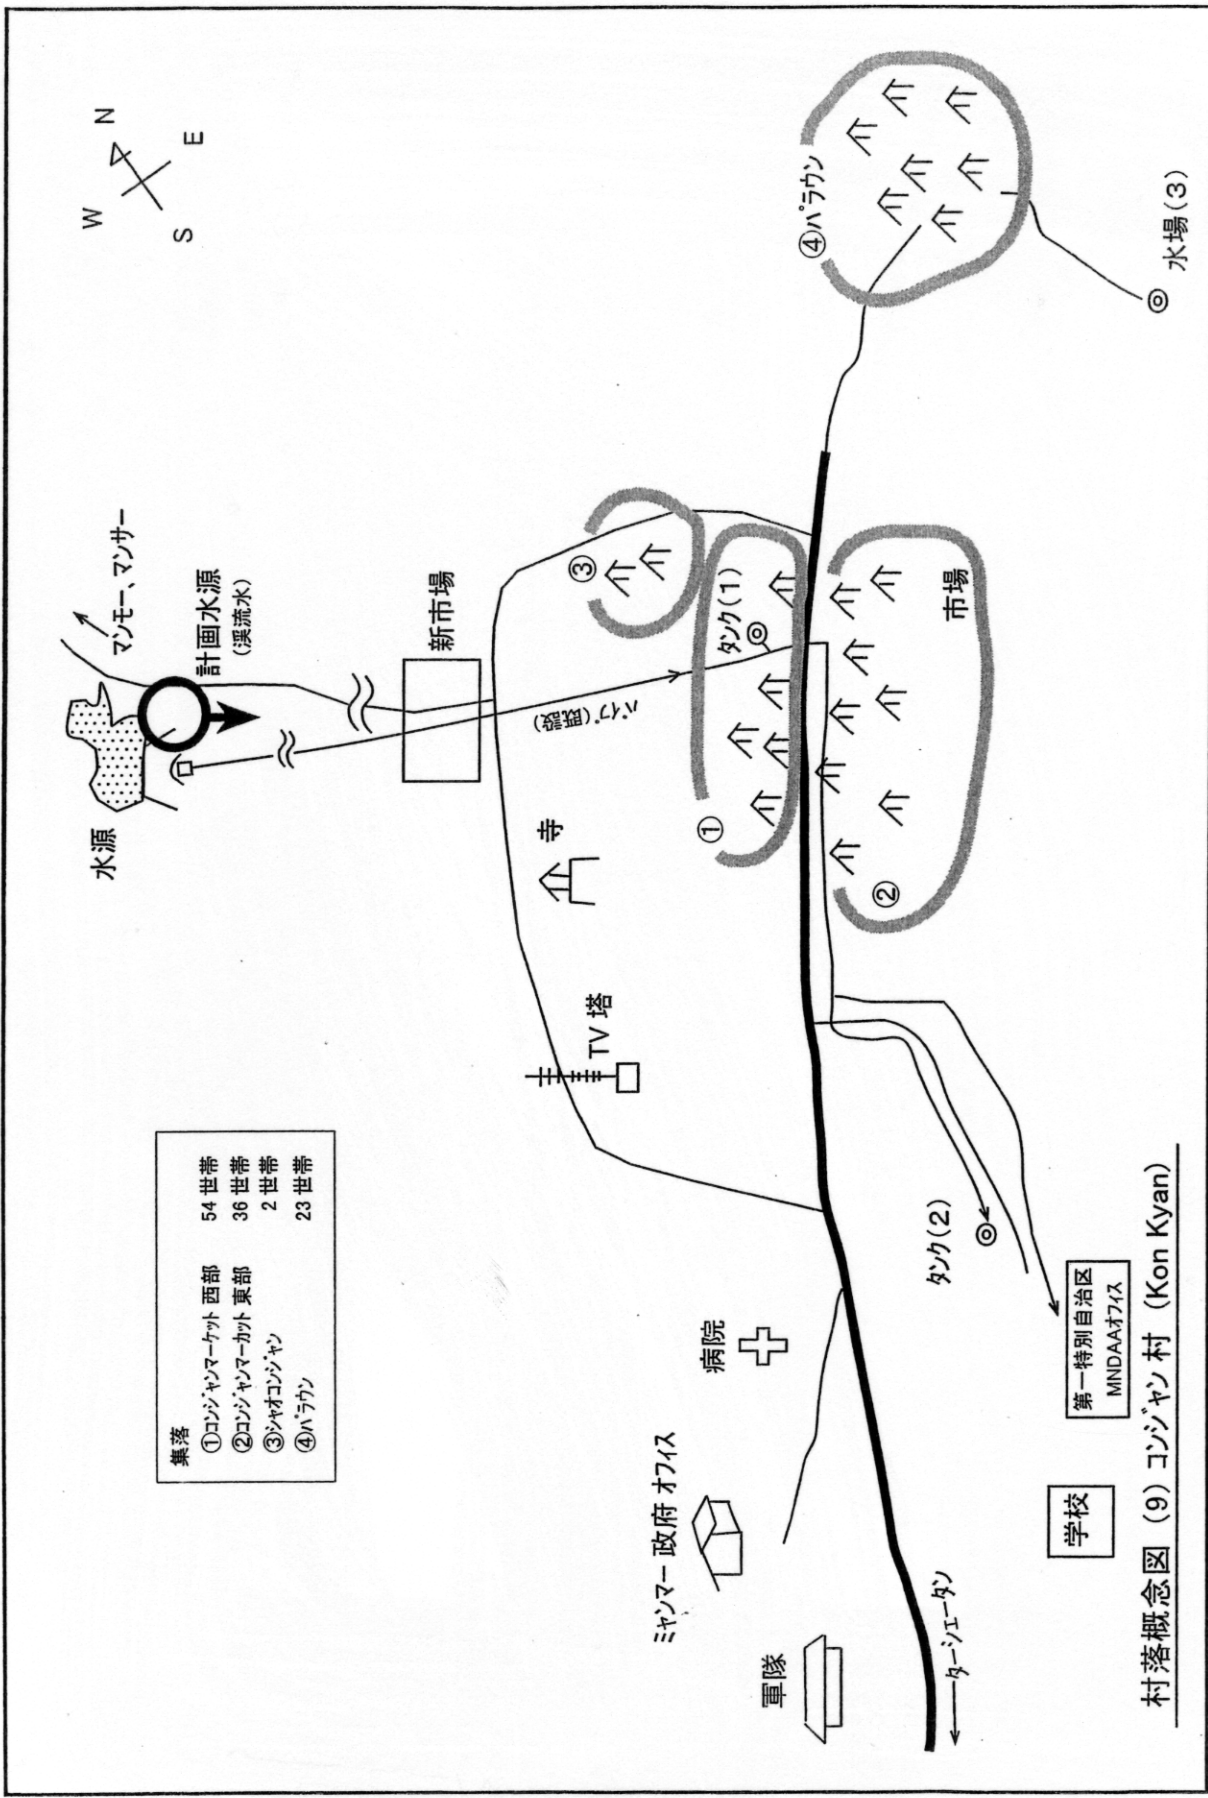 水源
マンモー、マンサー
計画水源
(渓流水)
W
N
S
E
集落
①コンジャンマーケット 西部 54 世帯
②コンジャンマーカット 東部 36 世帯
③シャオコンジャン 2 世帯
④パラウン 23 世帯
新市場
パイプ(既設)
寺
TV 塔
③
①
タンク(1)
④パラウン
ミャンマー 政府 オフィス
病院
軍隊
②
市場
水場(3)
タンク(2)
ターシェータン
学校
第一特別自治区
MNDAAオフィス
村落概念図 (9) コンジャン 村 (Kon Kyan)